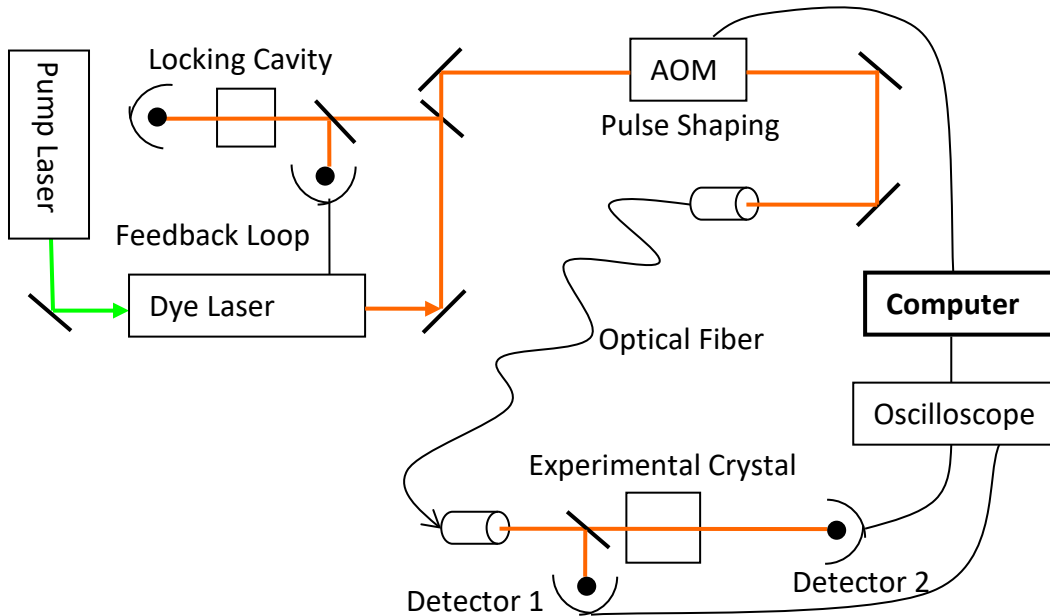 Pump Laser
Locking Cavity
AOM
Pulse Shaping
Feedback Loop
Dye Laser
Computer
Optical Fiber
Oscilloscope
Experimental Crystal
Detector 1
Detector 2